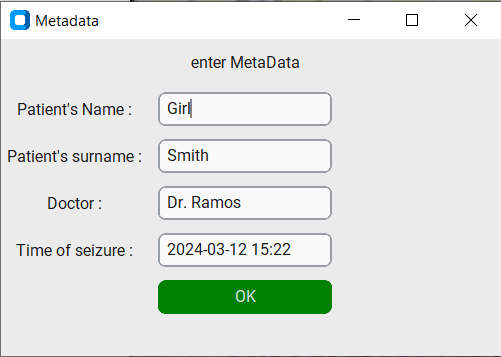 Metadata
enter MetaData
Patient's Name : Girl
Patient's surname : Smith
Doctor : Dr. Ramos
Time of seizure : 2024-03-12 15:22
OK